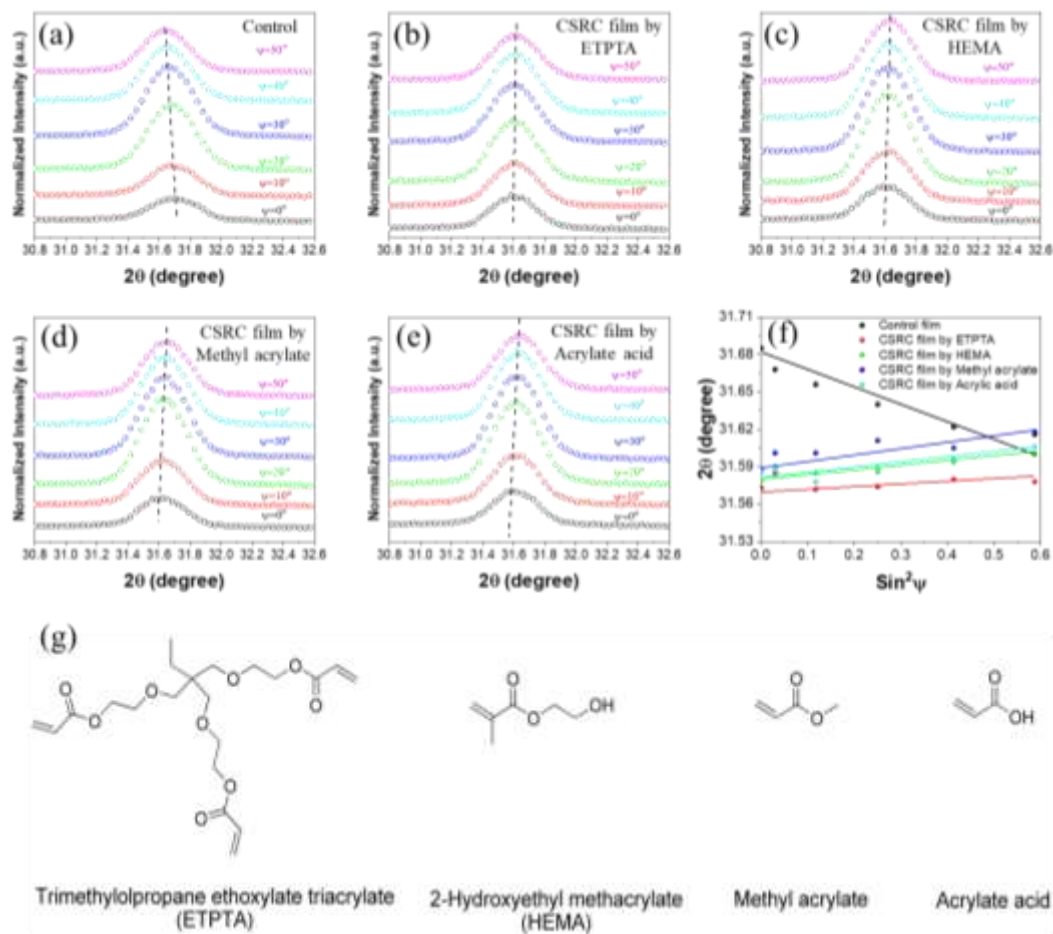 (a)
Control
ψ=50°
ψ=40°
ψ=30°
ψ=20°
ψ=10°
ψ=0°
Normalized Intensity (a.u.)
30.8 31.0 31.2 31.4 31.6 31.8 32.0 32.2 32.4 32.6
2θ (degree)
(b)
CSRC film by
ETPTA
ψ=50°
ψ=40°
ψ=30°
ψ=20°
ψ=10°
ψ=0°
Normalized Intensity (a.u.)
30.8 31.0 31.2 31.4 31.6 31.8 32.0 32.2 32.4 32.6
2θ (degree)
(c)
CSRC film by
HEMA
ψ=50°
ψ=40°
ψ=30°
ψ=20°
ψ=10°
ψ=0°
Normalized Intensity (a.u.)
30.8 31.0 31.2 31.4 31.6 31.8 32.0 32.2 32.4 32.6
2θ (degree)
(d)
CSRC film by
Methyl acrylate
ψ=50°
ψ=40°
ψ=30°
ψ=20°
ψ=10°
ψ=0°
Normalized Intensity (a.u.)
30.8 31.0 31.2 31.4 31.6 31.8 32.0 32.2 32.4 32.6
2θ (degree)
(e)
CSRC film by
Acrylate acid
ψ=50°
ψ=40°
ψ=30°
ψ=20°
ψ=10°
ψ=0°
Normalized Intensity (a.u.)
30.8 31.0 31.2 31.4 31.6 31.8 32.0 32.2 32.4 32.6
2θ (degree)
(f)
Control film
CSRC film by ETPTA
CSRC film by HEMA
CSRC film by Methyl acrylate
CSRC film by Acrylic acid
31.71
31.68
31.65
31.62
31.59
31.56
31.53
2θ (degree)
0.0 0.1 0.2 0.3 0.4 0.5 0.6
Sin²ψ
(g)
O
O
O
O
O
O
O
O
O
O
O
OH
O
O
O
OH
Trimethylolpropane ethoxylate triacrylate
(ETPTA)
2-Hydroxyethyl methacrylate
(HEMA)
Methyl acrylate
Acrylate acid